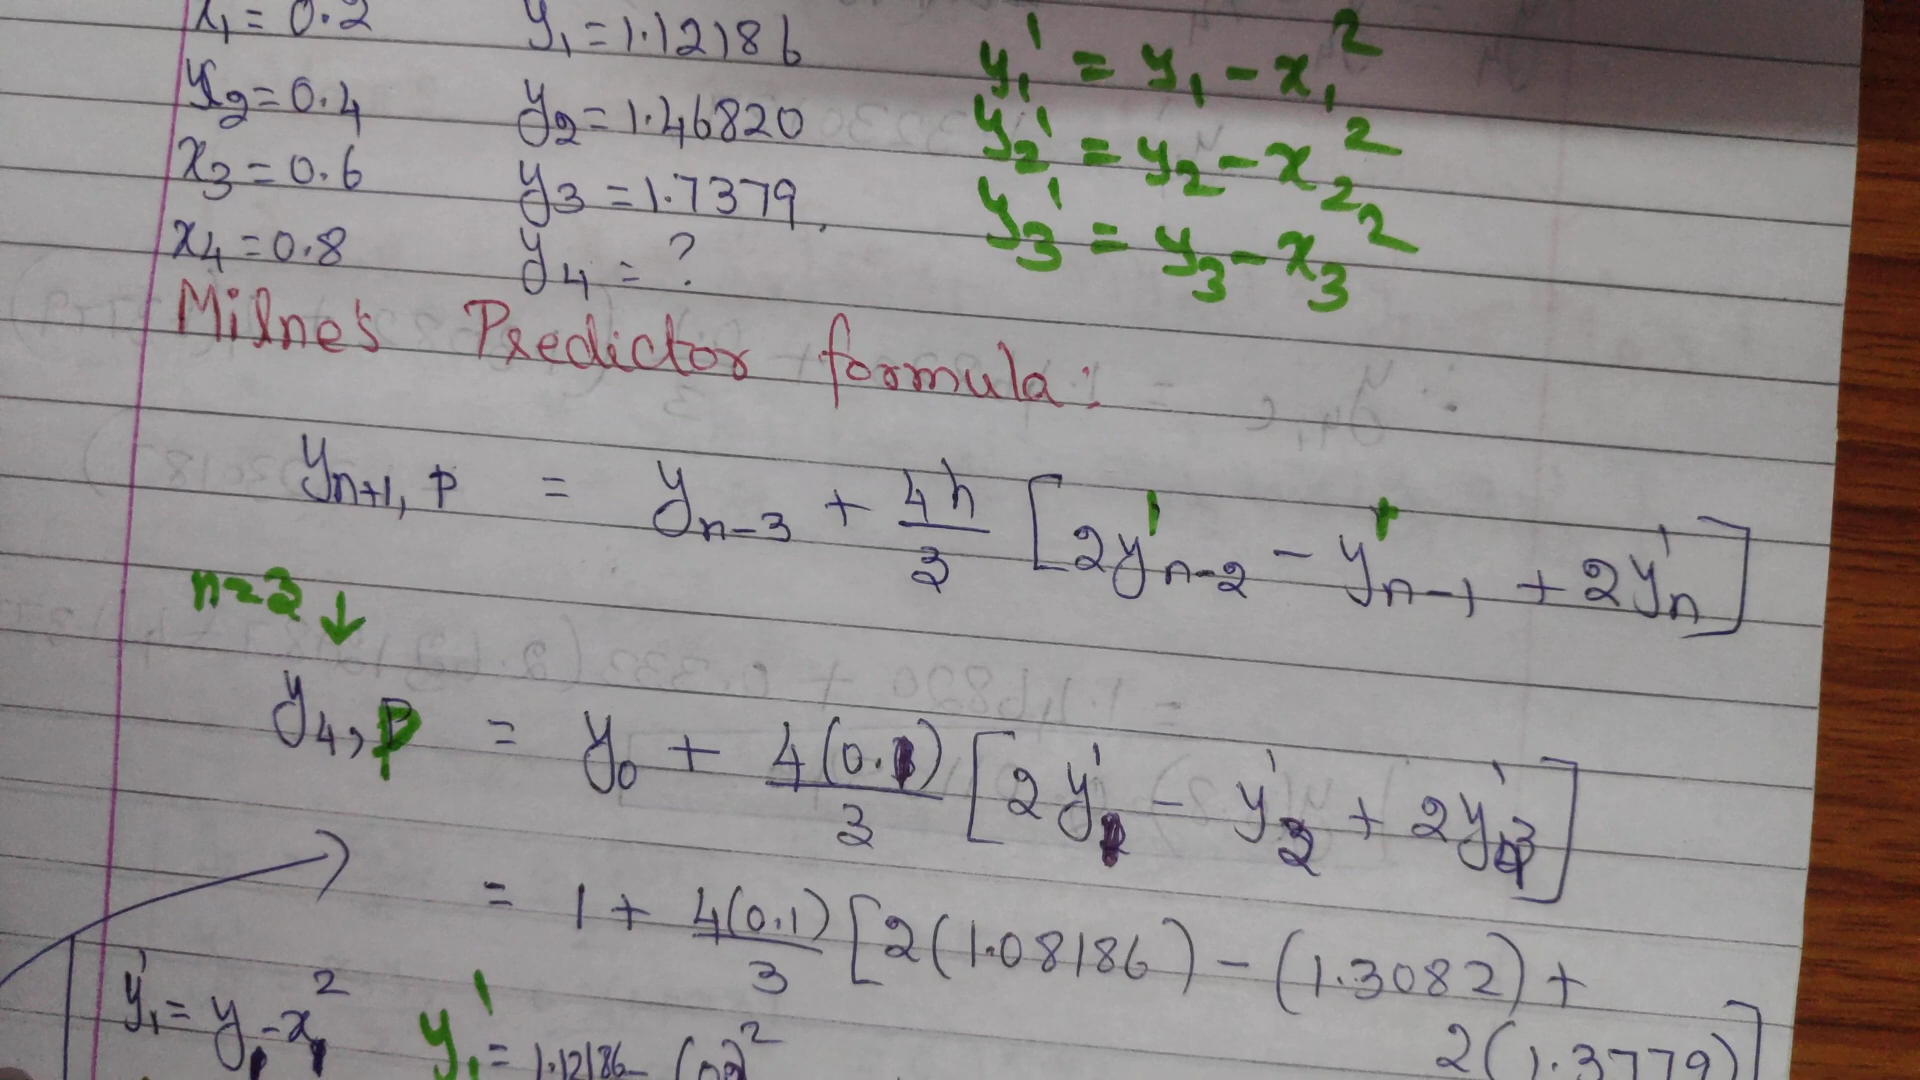 x₁ = 0.2 y₁ = 1.12186 y₁' = y₁ - x₁²
x₂ = 0.4 y₂ = 1.46820 y₂' = y₂ - x₂²
x₃ = 0.6 y₃ = 1.7379. y₃' = y₃ - x₃²
x₄ = 0.8 y₄ = ?
Milne's Predictor formula:
yₙ₊₁, p = yₙ₋₃ + 4h/3 [2y'ₙ₋₂ - y'ₙ₋₁ + 2y'ₙ]
n=3 ↓
y₄, p = y₀ + 4(0.1)/3 [2y'₁ - y'₂ + 2y'₃]
= 1 + 4(0.1)/3 [2(1.08186) - (1.3082) +
2(1.3779)]
y₁' = y₁ - x₁² y₁' = 1.12186 - (0.2)²